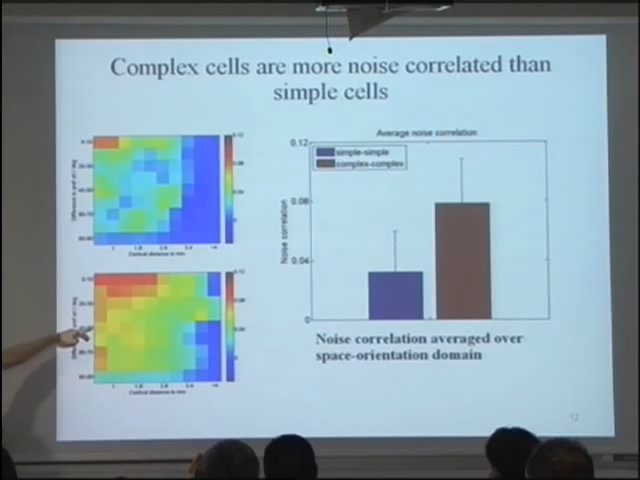 Complex cells are more noise correlated than
simple cells
Average noise correlation
simple-simple
complex-complex
0.12
0.08
0.04
0
Noise correlation
Cortical distance in mm
Cortical distance in mm
Noise correlation averaged over
space-orientation domain
12